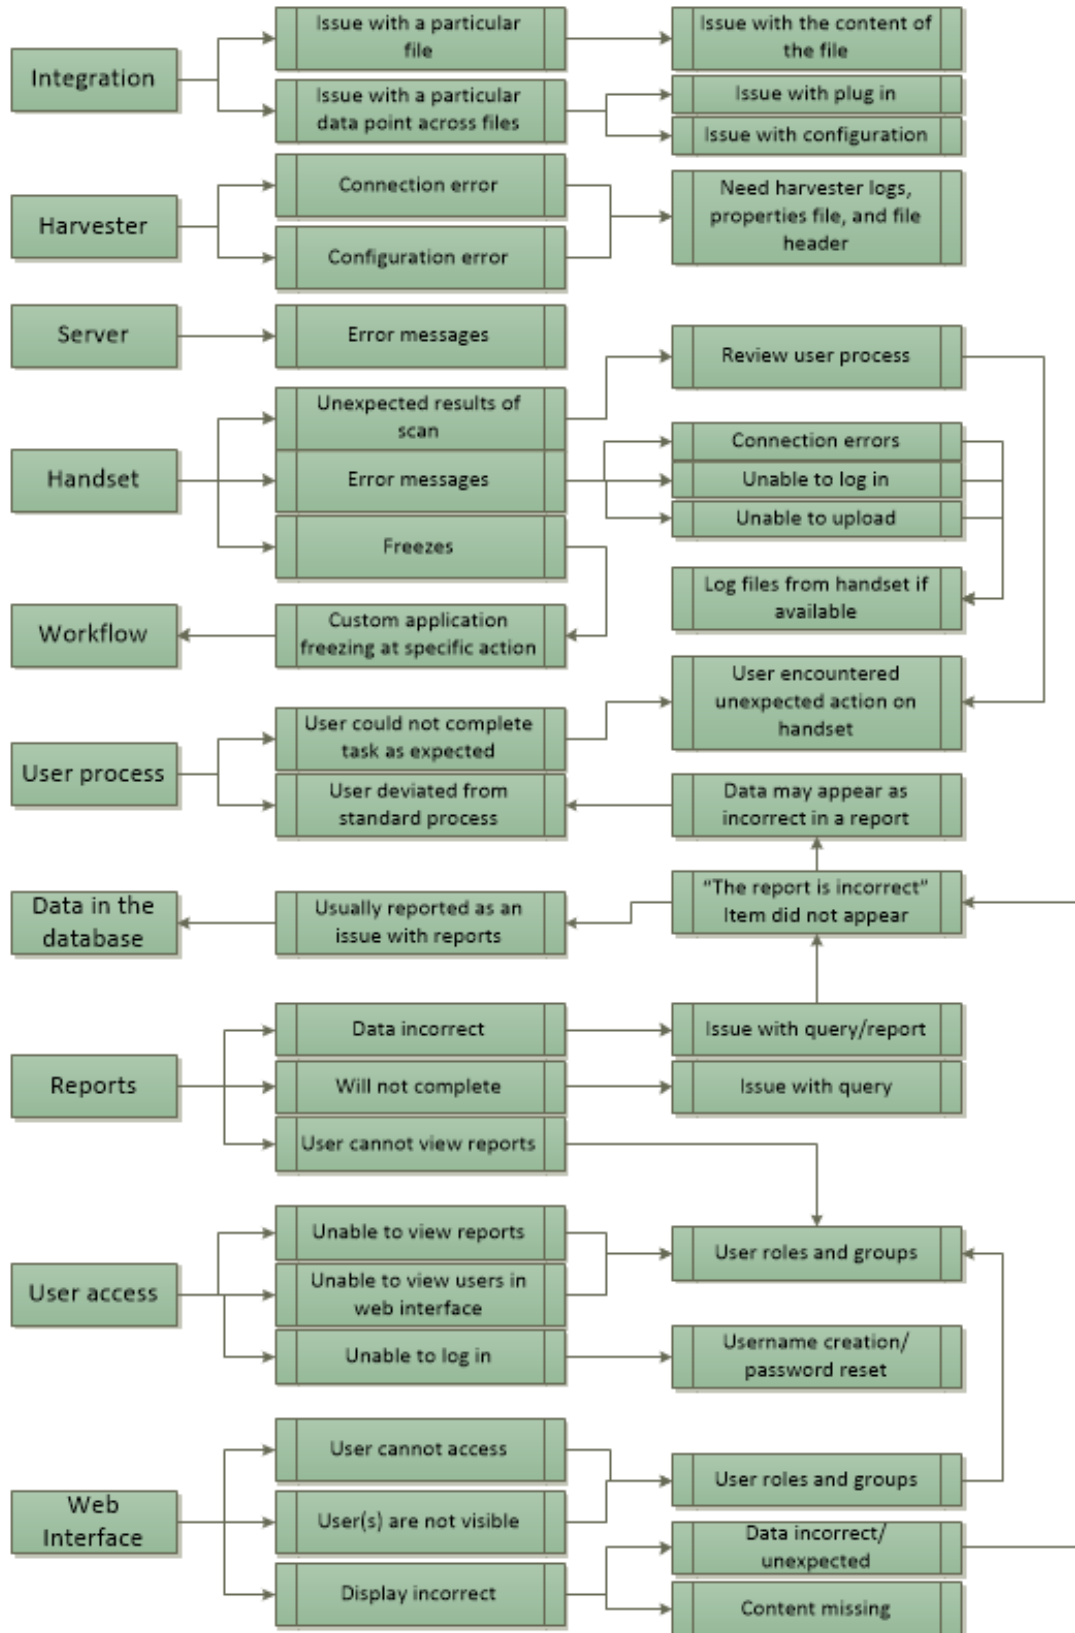 Integration
Issue with a particular
file
Issue with the content of
the file
Issue with a particular
data point across files
Issue with plug in
Issue with configuration
Harvester
Connection error
Configuration error
Need harvester logs,
properties file, and file
header
Server
Error messages
Handset
Unexpected results of
scan
Review user process
Error messages
Connection errors
Unable to log in
Unable to upload
Freezes
Log files from handset if
available
Workflow
Custom application
freezing at specific action
User encountered
unexpected action on
handset
User process
User could not complete
task as expected
User deviated from
standard process
Data may appear as
incorrect in a report
Data in the
database
Usually reported as an
issue with reports
"The report is incorrect"
Item did not appear
Reports
Data incorrect
Issue with query/report
Will not complete
Issue with query
User cannot view reports
User access
Unable to view reports
Unable to view users in
web interface
User roles and groups
Unable to log in
Username creation/
password reset
Web
Interface
User cannot access
User(s) are not visible
User roles and groups
Display incorrect
Data incorrect/
unexpected
Content missing